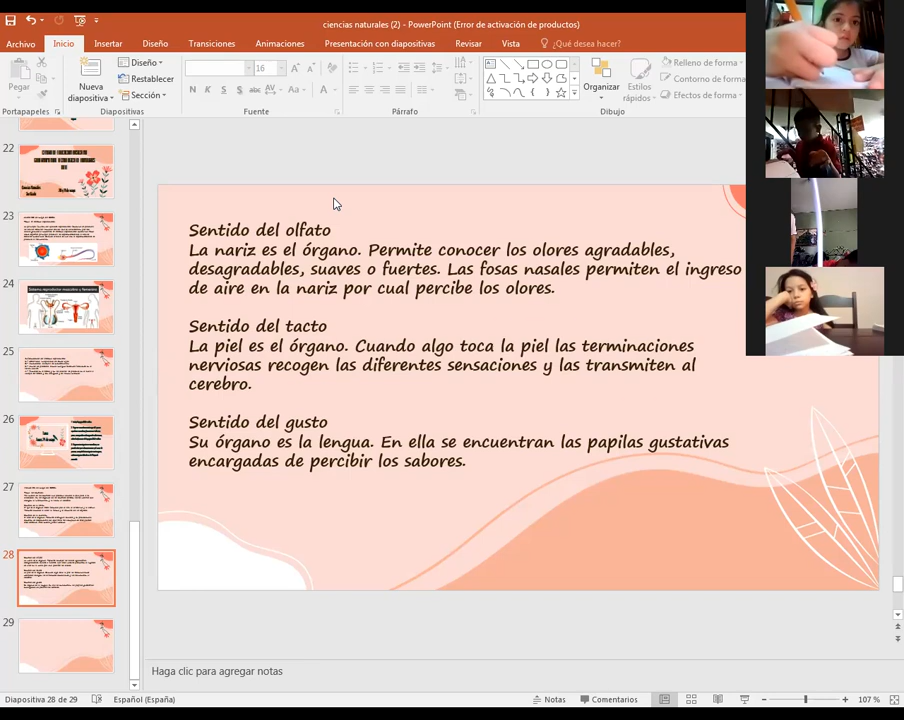 ciencias naturales (2) - PowerPoint (Error de activación de productos)
Archivo Inicio Insertar Diseño Transiciones Animaciones Presentación con diapositivas Revisar Vista ¿Qué desea hacer?
Pegar
Nueva diapositiva
Diseño
Restablecer
Sección
16
N K S S abc AV Aa A
Organizar
Estilos rápidos
Relleno de forma
Contorno de forma
Efectos de forma
Portapapeles Diapositivas Fuente Párrafo Dibujo
22
23
24
Sistema reproductor masculino y femenino
25
26
27
28
29
Sentido del olfato
La nariz es el órgano. Permite conocer los olores agradables,
desagradables, suaves o fuertes. Las fosas nasales permiten el ingreso
de aire en la nariz por cual percibe los olores.
Sentido del tacto
La piel es el órgano. Cuando algo toca la piel las terminaciones
nerviosas recogen las diferentes sensaciones y las transmiten al
cerebro.
Sentido del gusto
Su órgano es la lengua. En ella se encuentran las papilas gustativas
encargadas de percibir los sabores.
Haga clic para agregar notas
Diapositiva 28 de 29 Español (España) Notas Comentarios 107 %